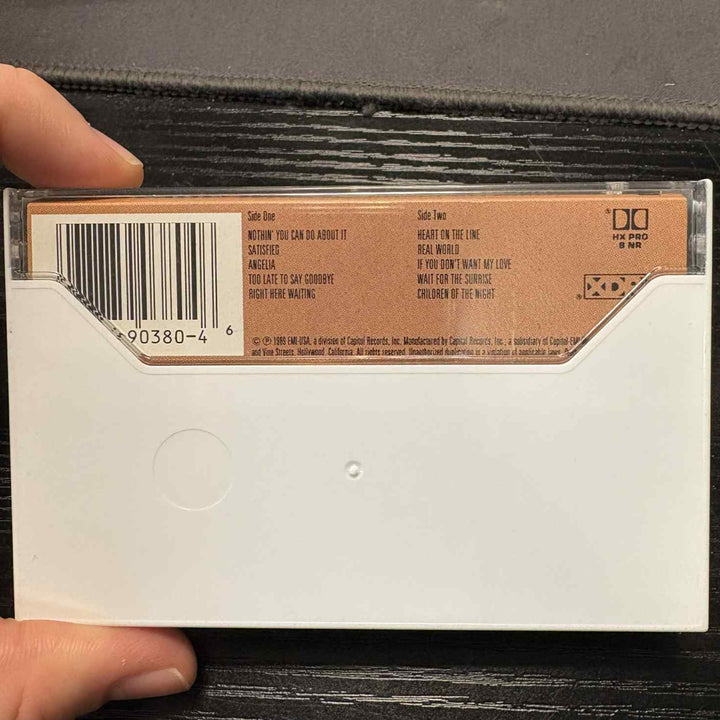 Side One
NOTHIN' YOU CAN DO ABOUT IT
SATISFIED
ANGELIA
TOO LATE TO SAY GOODBYE
RIGHT HERE WAITING
Side Two
HEART ON THE LINE
REAL WORLD
IF YOU DON'T WANT MY LOVE
WAIT FOR THE SUNRISE
CHILDREN OF THE NIGHT
HX PRO
B NR
®
90380-4 6
© ℗ 1989 EMI-USA, a division of Capitol Records, Inc. Manufactured by Capitol Records, Inc., a subsidiary of Capitol-EMI
and Vine Streets, Hollywood, California. All rights reserved. Unauthorized duplication is a violation of applicable laws.